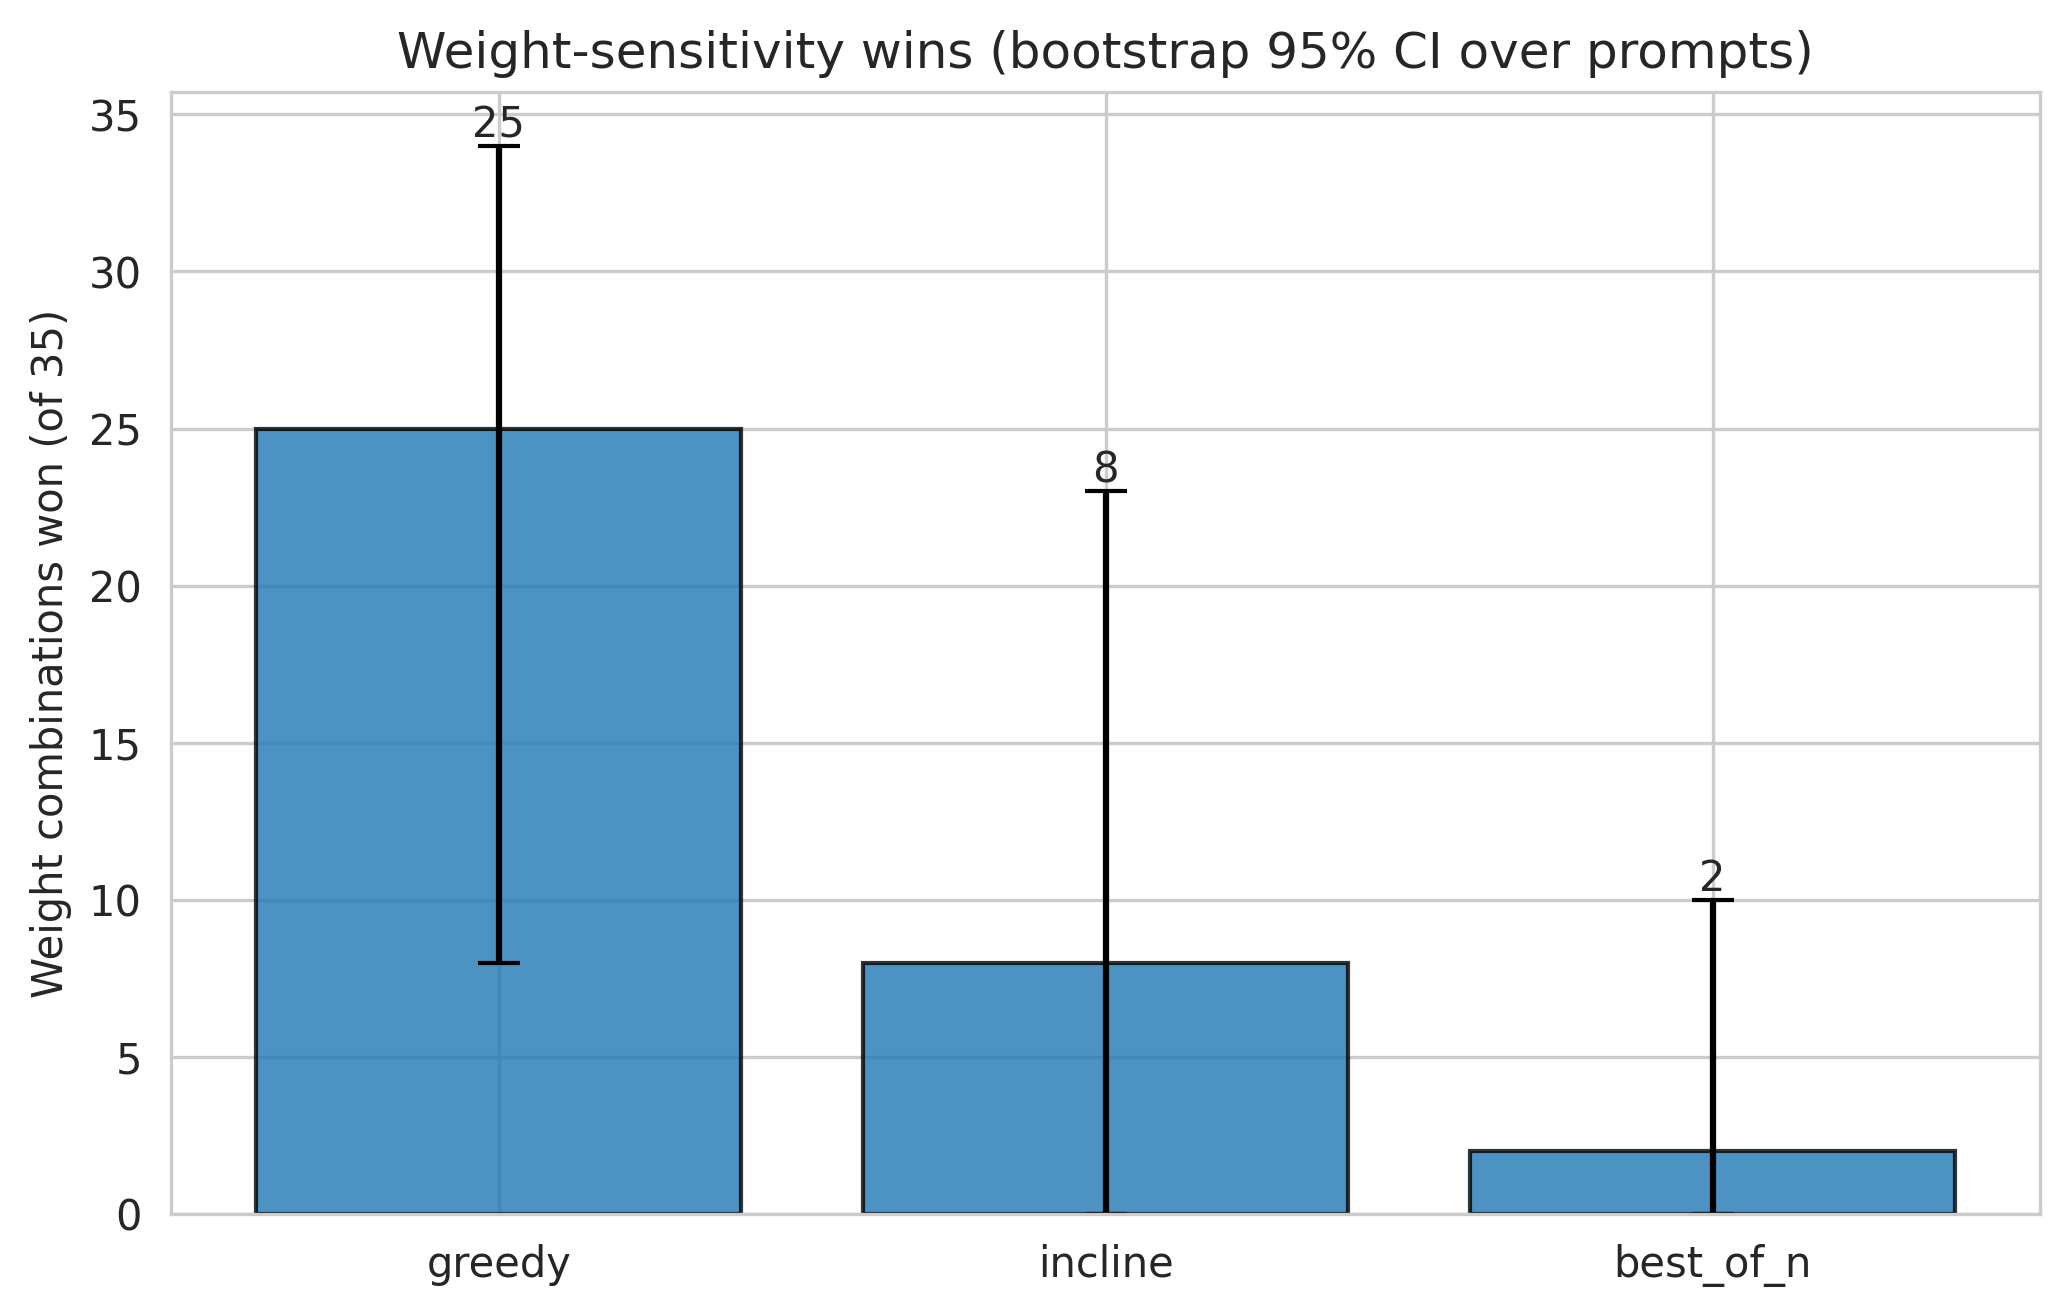 Weight-sensitivity wins (bootstrap 95% CI over prompts)
Weight combinations won (of 35)
35
30
25
20
15
10
5
0
25
8
2
greedy
incline
best_of_n